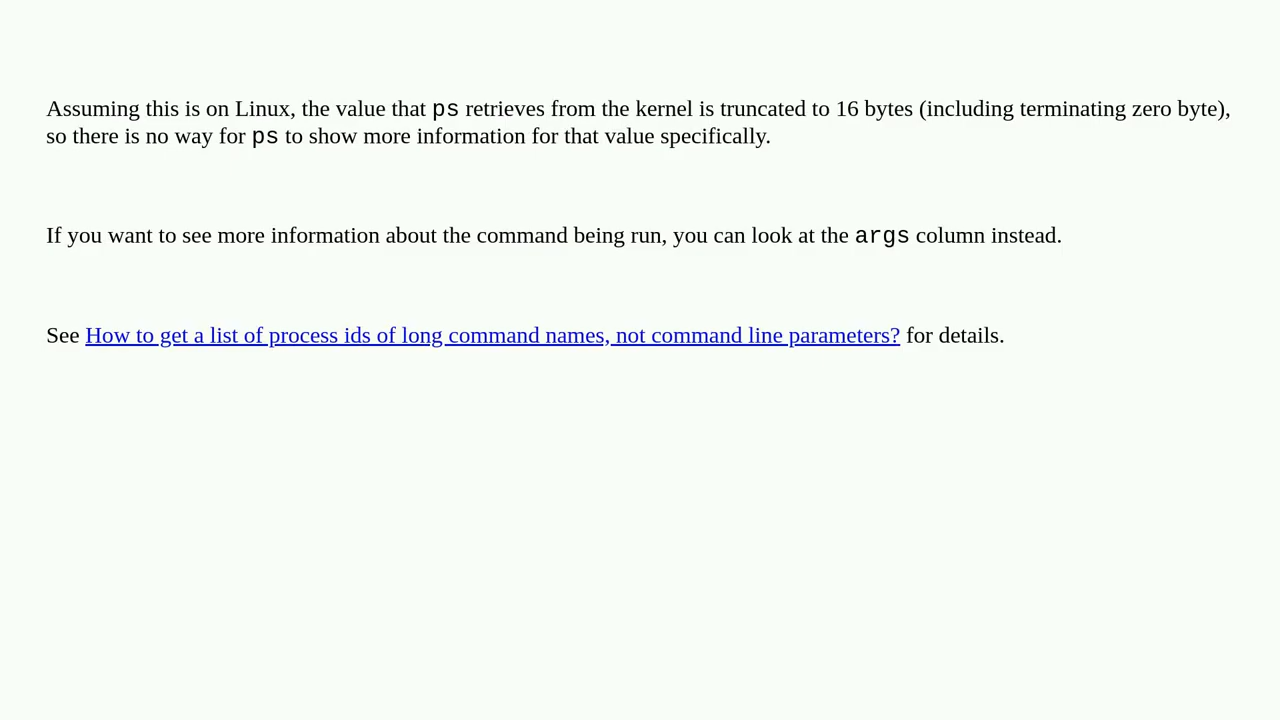 Assuming this is on Linux, the value that ps retrieves from the kernel is truncated to 16 bytes (including terminating zero byte),
so there is no way for ps to show more information for that value specifically.
If you want to see more information about the command being run, you can look at the args column instead.
See How to get a list of process ids of long command names, not command line parameters? for details.